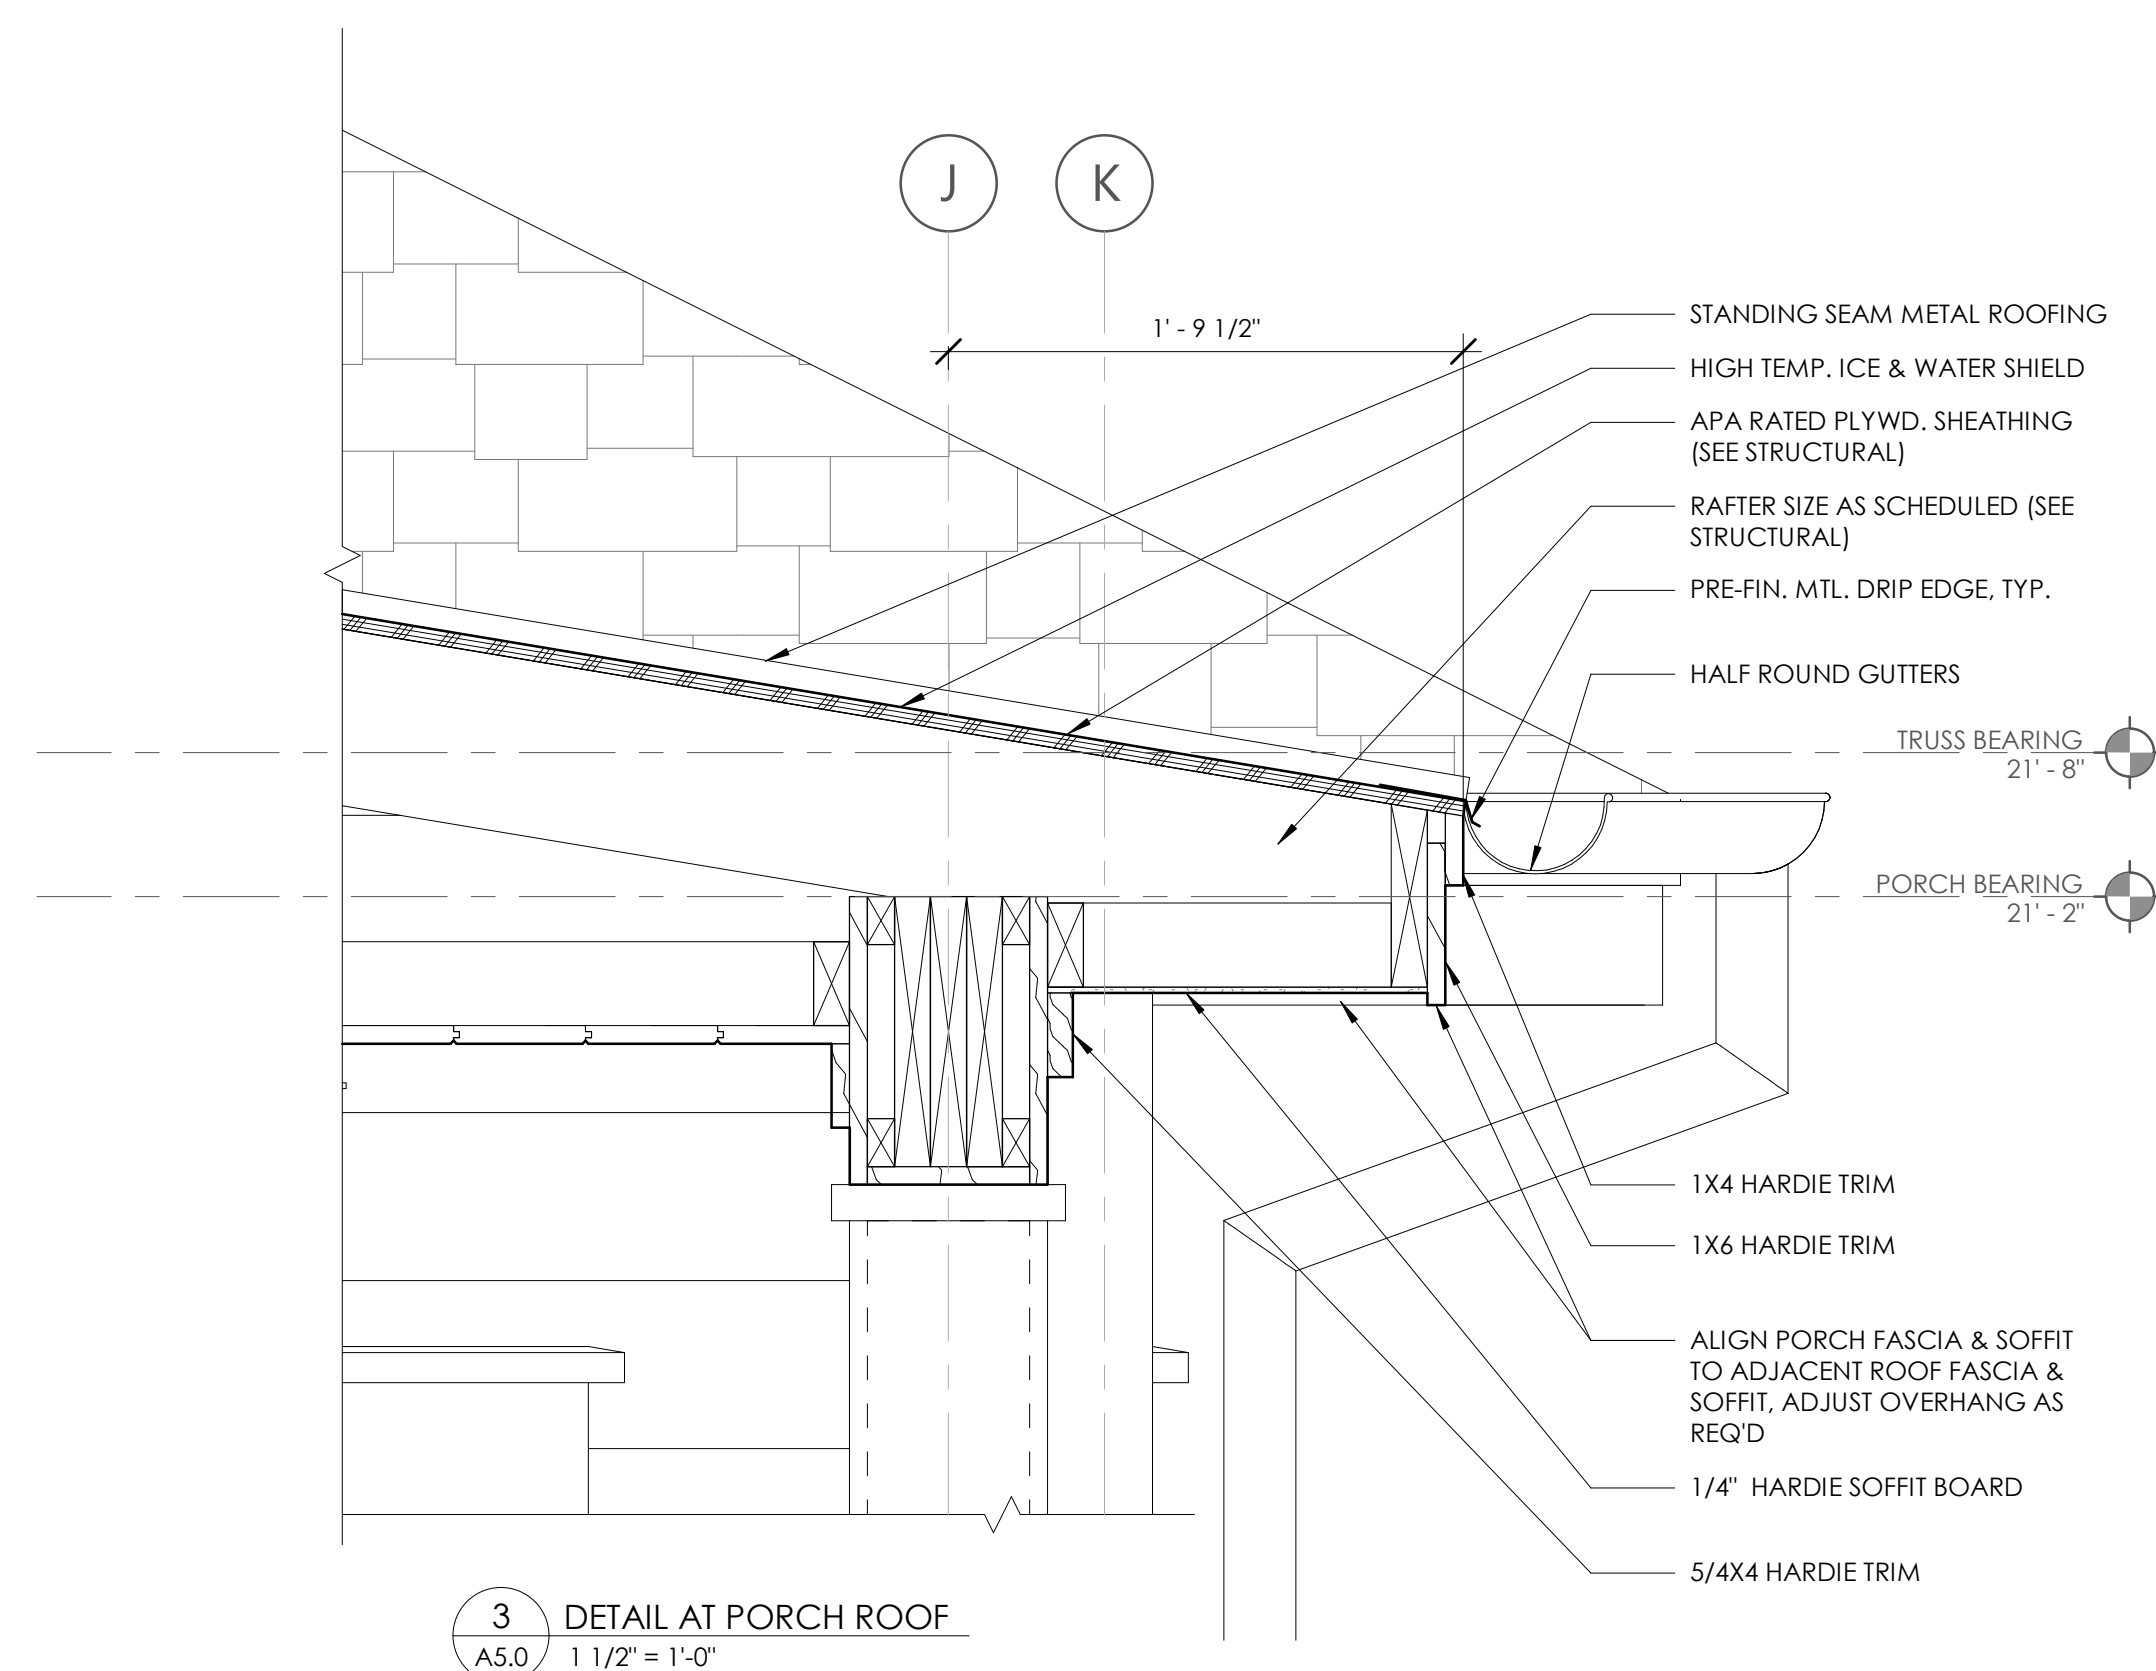 J
K
1' - 9 1/2"
STANDING SEAM METAL ROOFING
HIGH TEMP. ICE & WATER SHIELD
APA RATED PLYWD. SHEATHING
(SEE STRUCTURAL)
RAFTER SIZE AS SCHEDULED (SEE
STRUCTURAL)
PRE-FIN. MTL. DRIP EDGE, TYP.
HALF ROUND GUTTERS
TRUSS BEARING
21' - 8"
PORCH BEARING
21' - 2"
1X4 HARDIE TRIM
1X6 HARDIE TRIM
ALIGN PORCH FASCIA & SOFFIT
TO ADJACENT ROOF FASCIA &
SOFFIT, ADJUST OVERHANG AS
REQ'D
1/4" HARDIE SOFFIT BOARD
5/4X4 HARDIE TRIM
3
DETAIL AT PORCH ROOF
A5.0
1 1/2" = 1'-0"